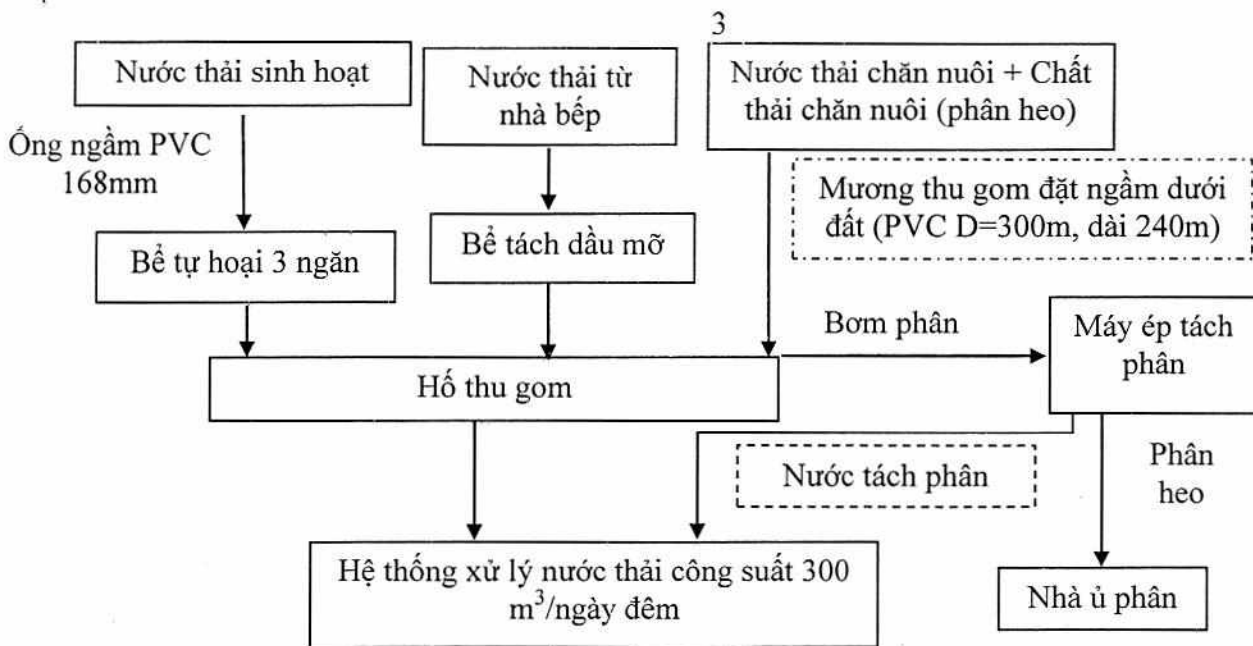 3
Nước thải sinh hoạt
Nước thải từ
nhà bếp
Nước thải chăn nuôi + Chất
thải chăn nuôi (phân heo)
Ống ngầm PVC
168mm
Mương thu gom đặt ngầm dưới
đất (PVC D=300m, dài 240m)
Bể tự hoại 3 ngăn
Bể tách dầu mỡ
Bơm phân
Máy ép tách
phân
Hố thu gom
Nước tách phân
Phân
heo
Hệ thống xử lý nước thải công suất 300
m³/ngày đêm
Nhà ủ phân